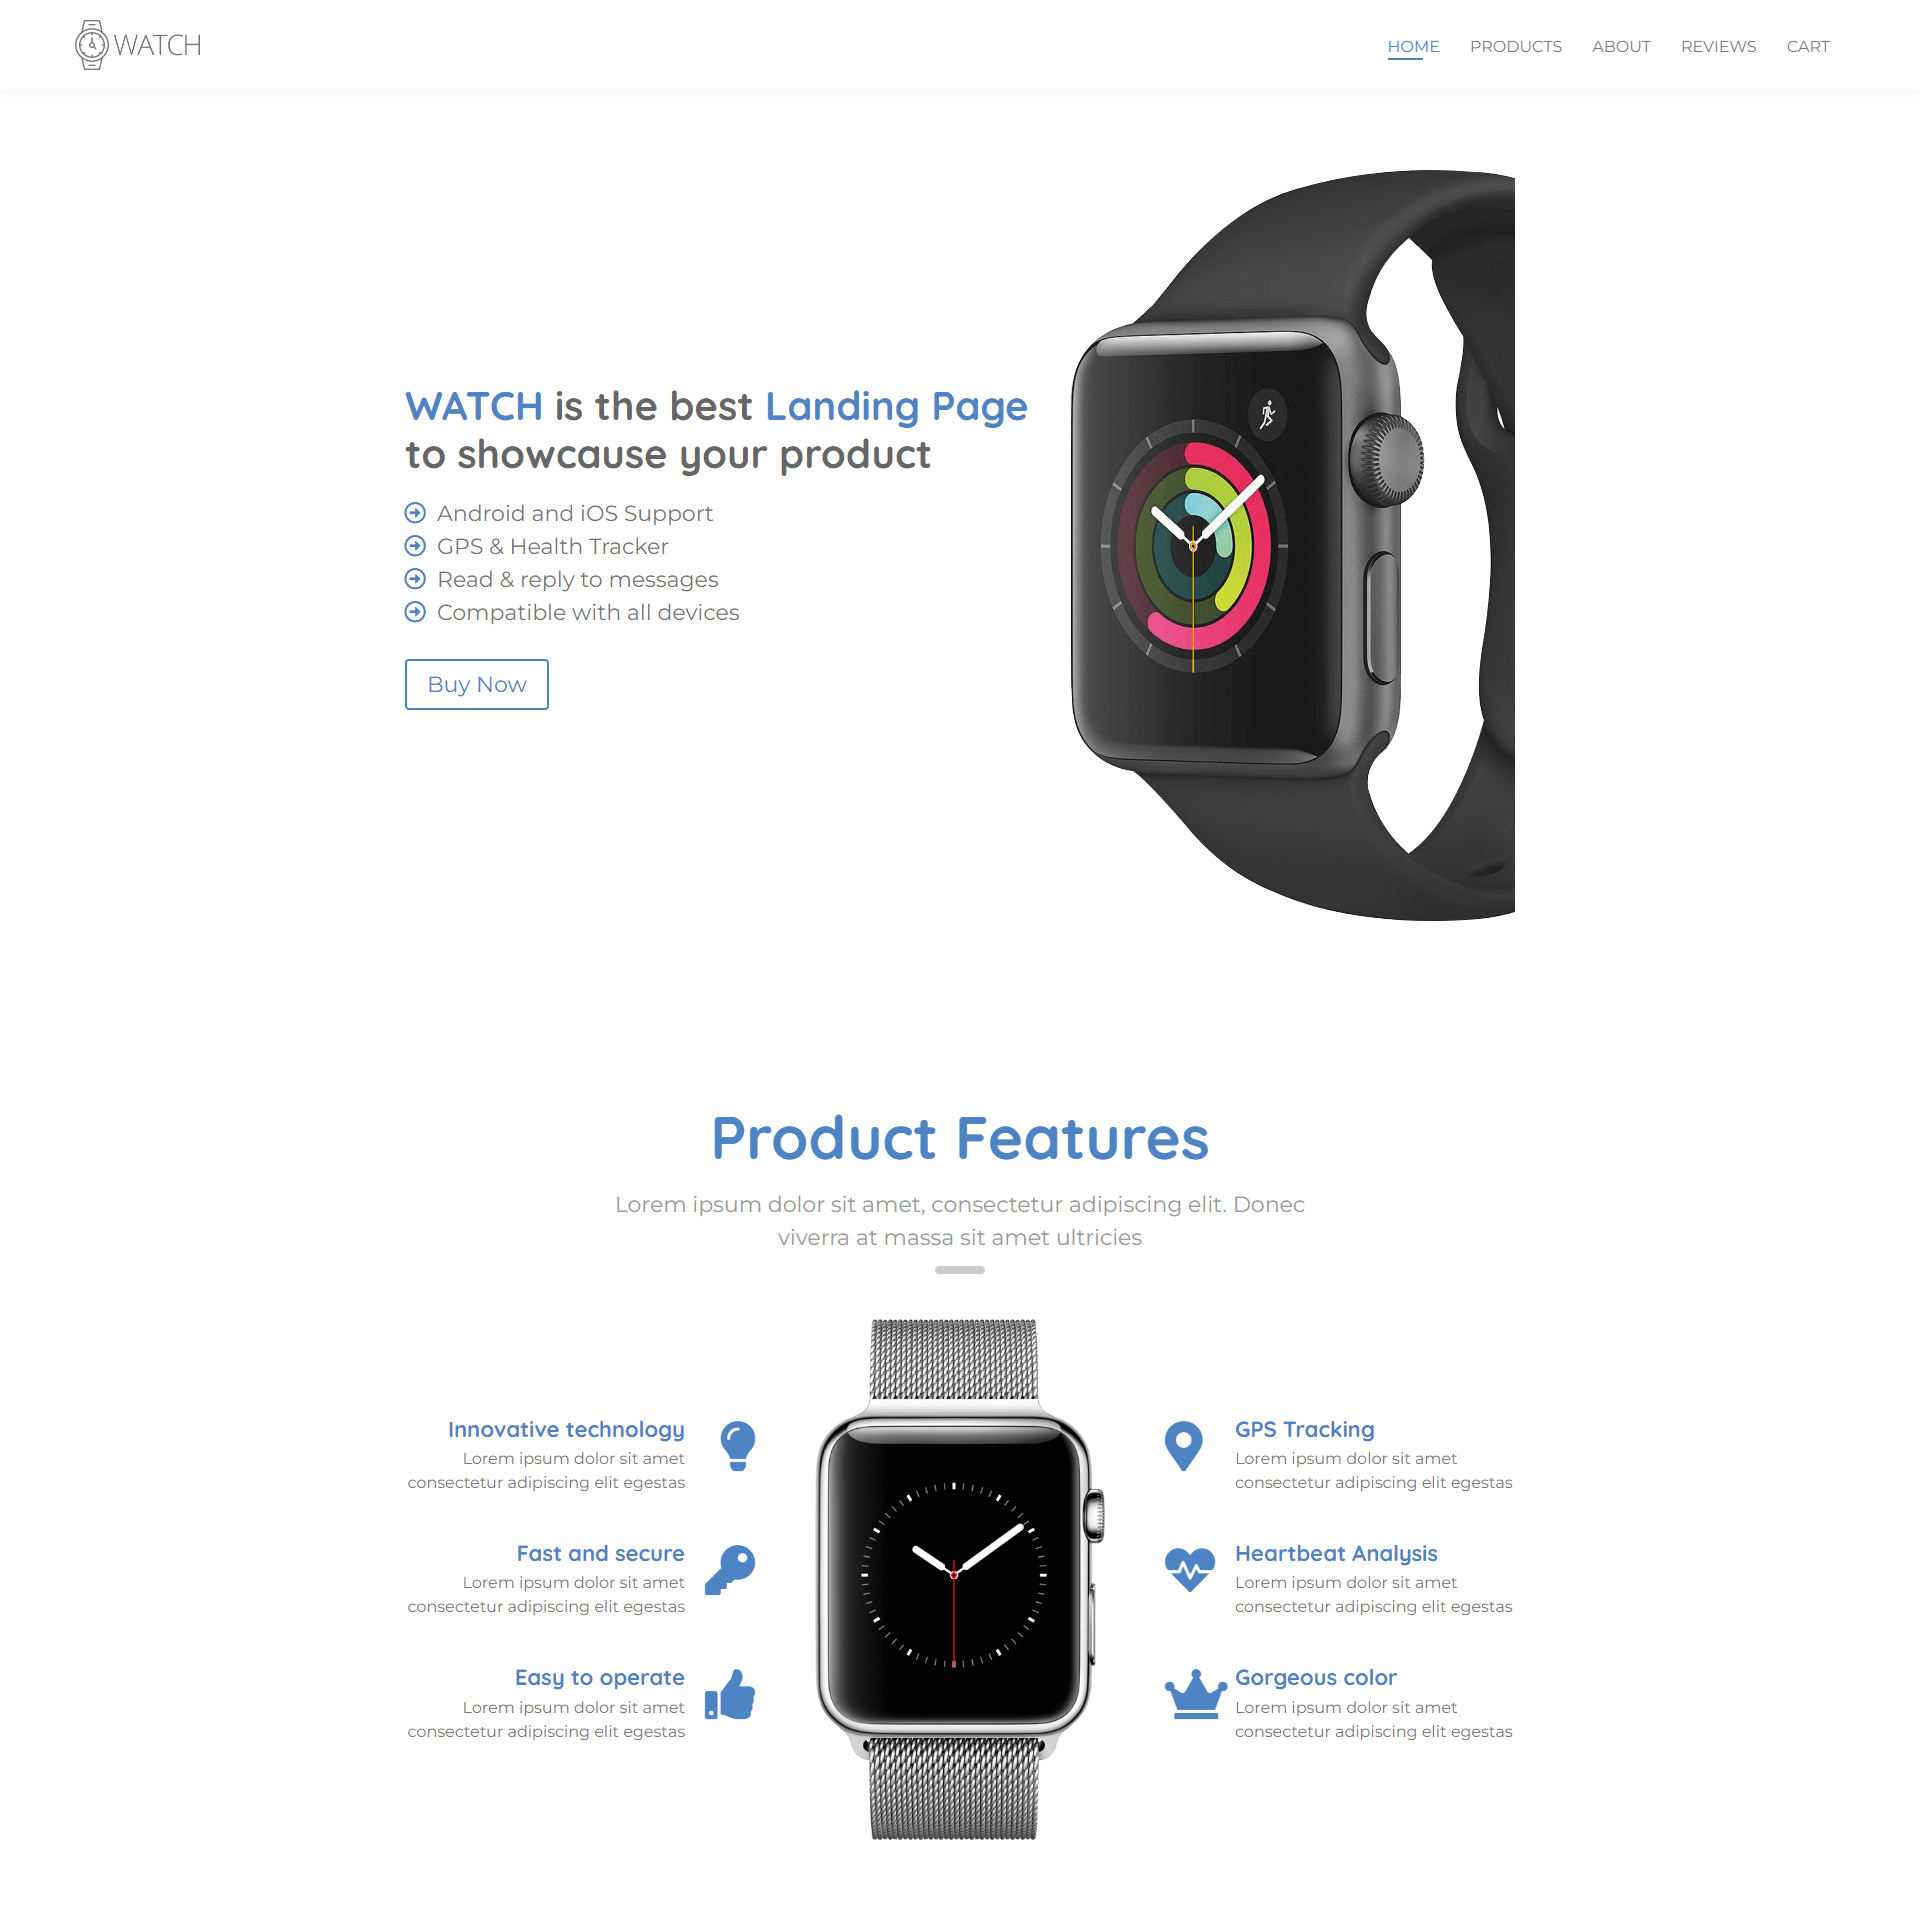 WATCH
HOME PRODUCTS ABOUT REVIEWS CART
WATCH is the best Landing Page
to showcause your product
Android and iOS Support
GPS & Health Tracker
Read & reply to messages
Compatible with all devices
Buy Now
Product Features
Lorem ipsum dolor sit amet, consectetur adipiscing elit. Donec
viverra at massa sit amet ultricies
Innovative technology
Lorem ipsum dolor sit amet
consectetur adipiscing elit egestas
Fast and secure
Lorem ipsum dolor sit amet
consectetur adipiscing elit egestas
Easy to operate
Lorem ipsum dolor sit amet
consectetur adipiscing elit egestas
GPS Tracking
Lorem ipsum dolor sit amet
consectetur adipiscing elit egestas
Heartbeat Analysis
Lorem ipsum dolor sit amet
consectetur adipiscing elit egestas
Gorgeous color
Lorem ipsum dolor sit amet
consectetur adipiscing elit egestas